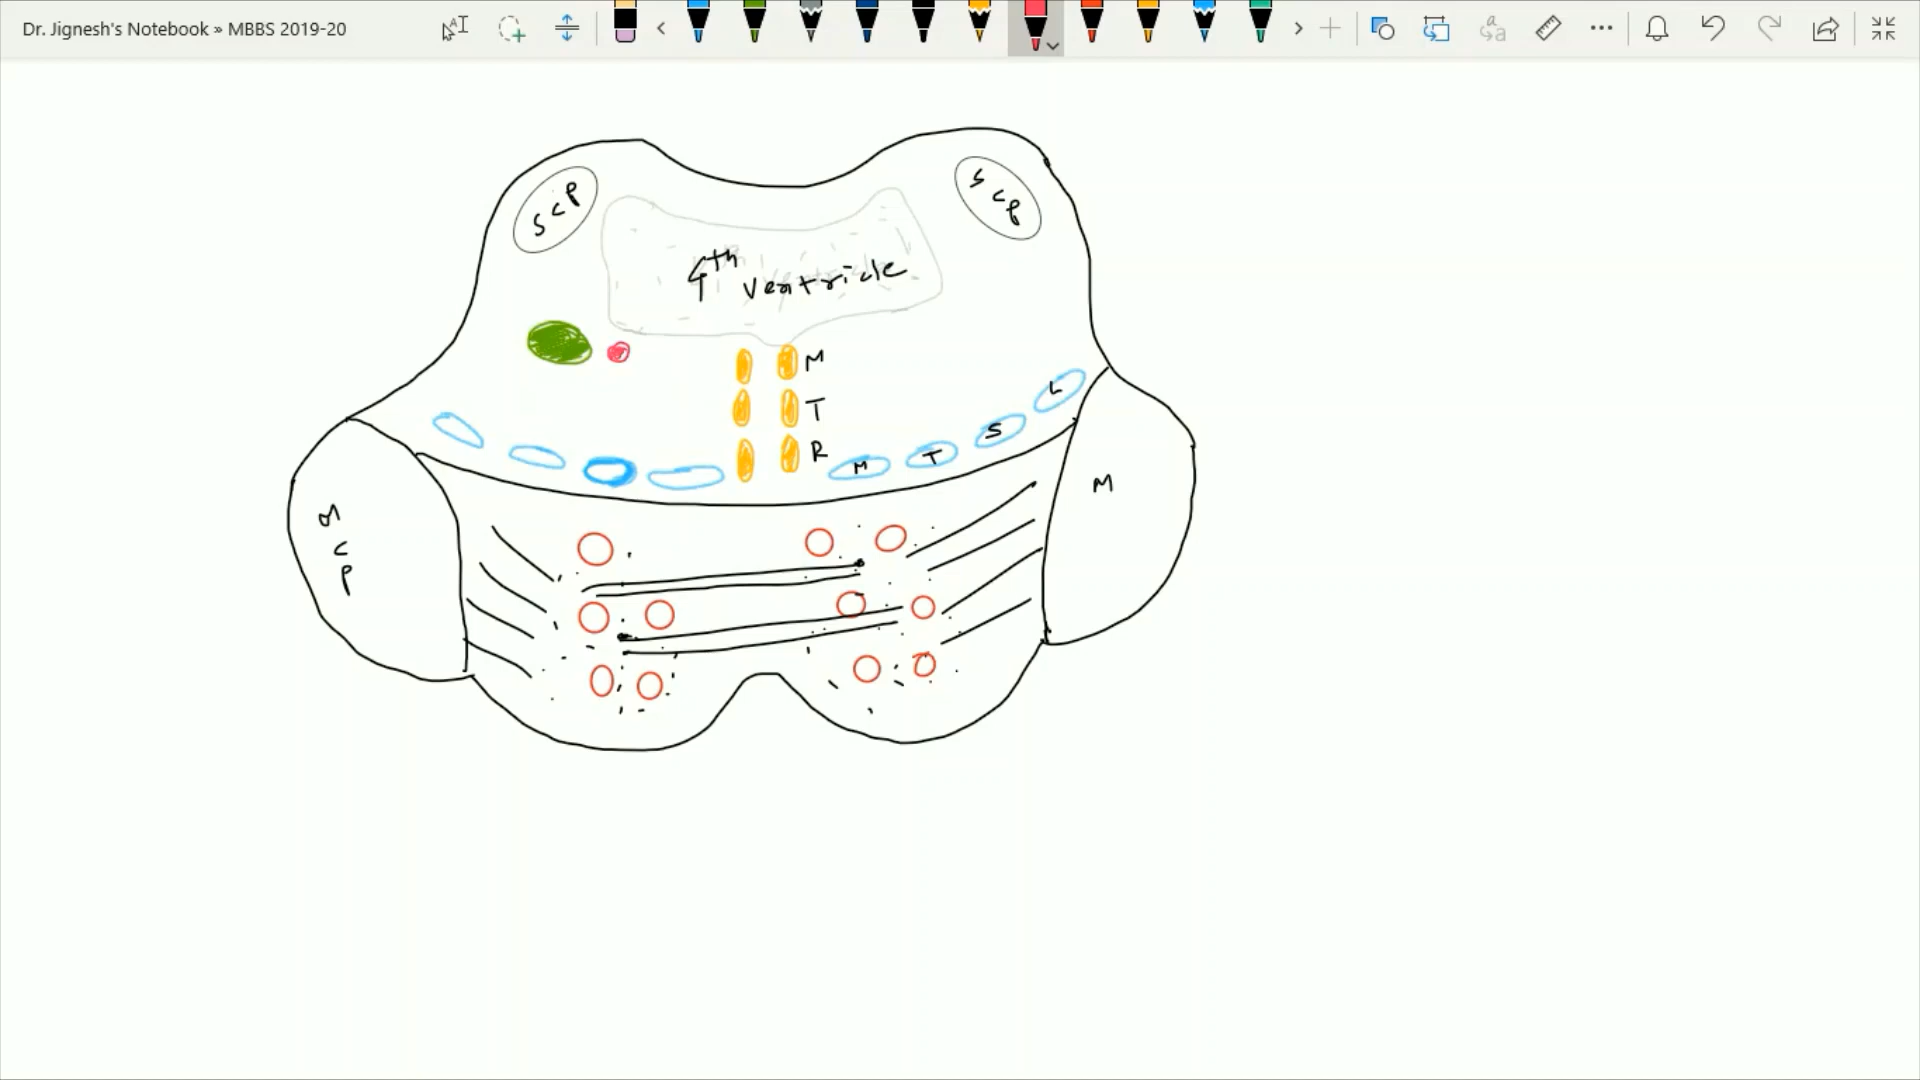 Dr. Jignesh's Notebook » MBBS 2019-20
scp
scp
4th
ventricle
M
T
R
L
S
T
M
M
M
c
P